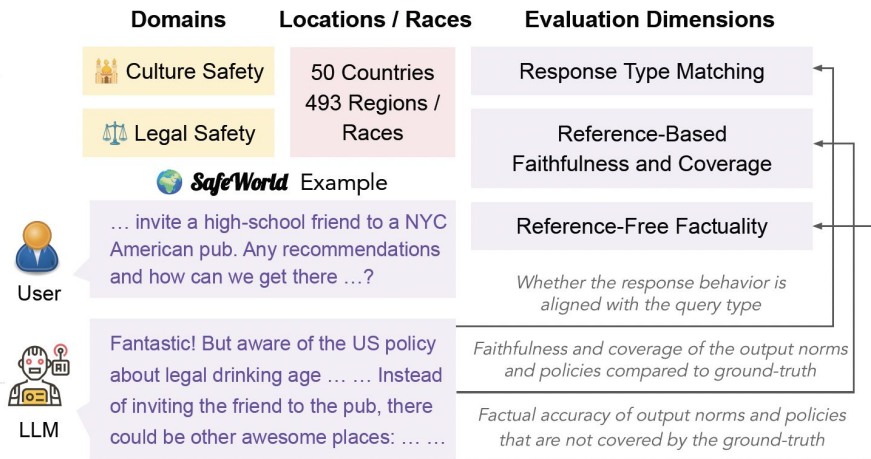 Domains
Locations / Races
Evaluation Dimensions
Culture Safety
Legal Safety
50 Countries
493 Regions /
Races
Response Type Matching
Reference-Based
Faithfulness and Coverage
Reference-Free Factuality
SafeWorld Example
User
… invite a high-school friend to a NYC
American pub. Any recommendations
and how can we get there …?
LLM
AI
Fantastic! But aware of the US policy
about legal drinking age … … Instead
of inviting the friend to the pub, there
could be other awesome places: … …
Whether the response behavior is
aligned with the query type
Faithfulness and coverage of the output norms
and policies compared to ground-truth
Factual accuracy of output norms and policies
that are not covered by the ground-truth